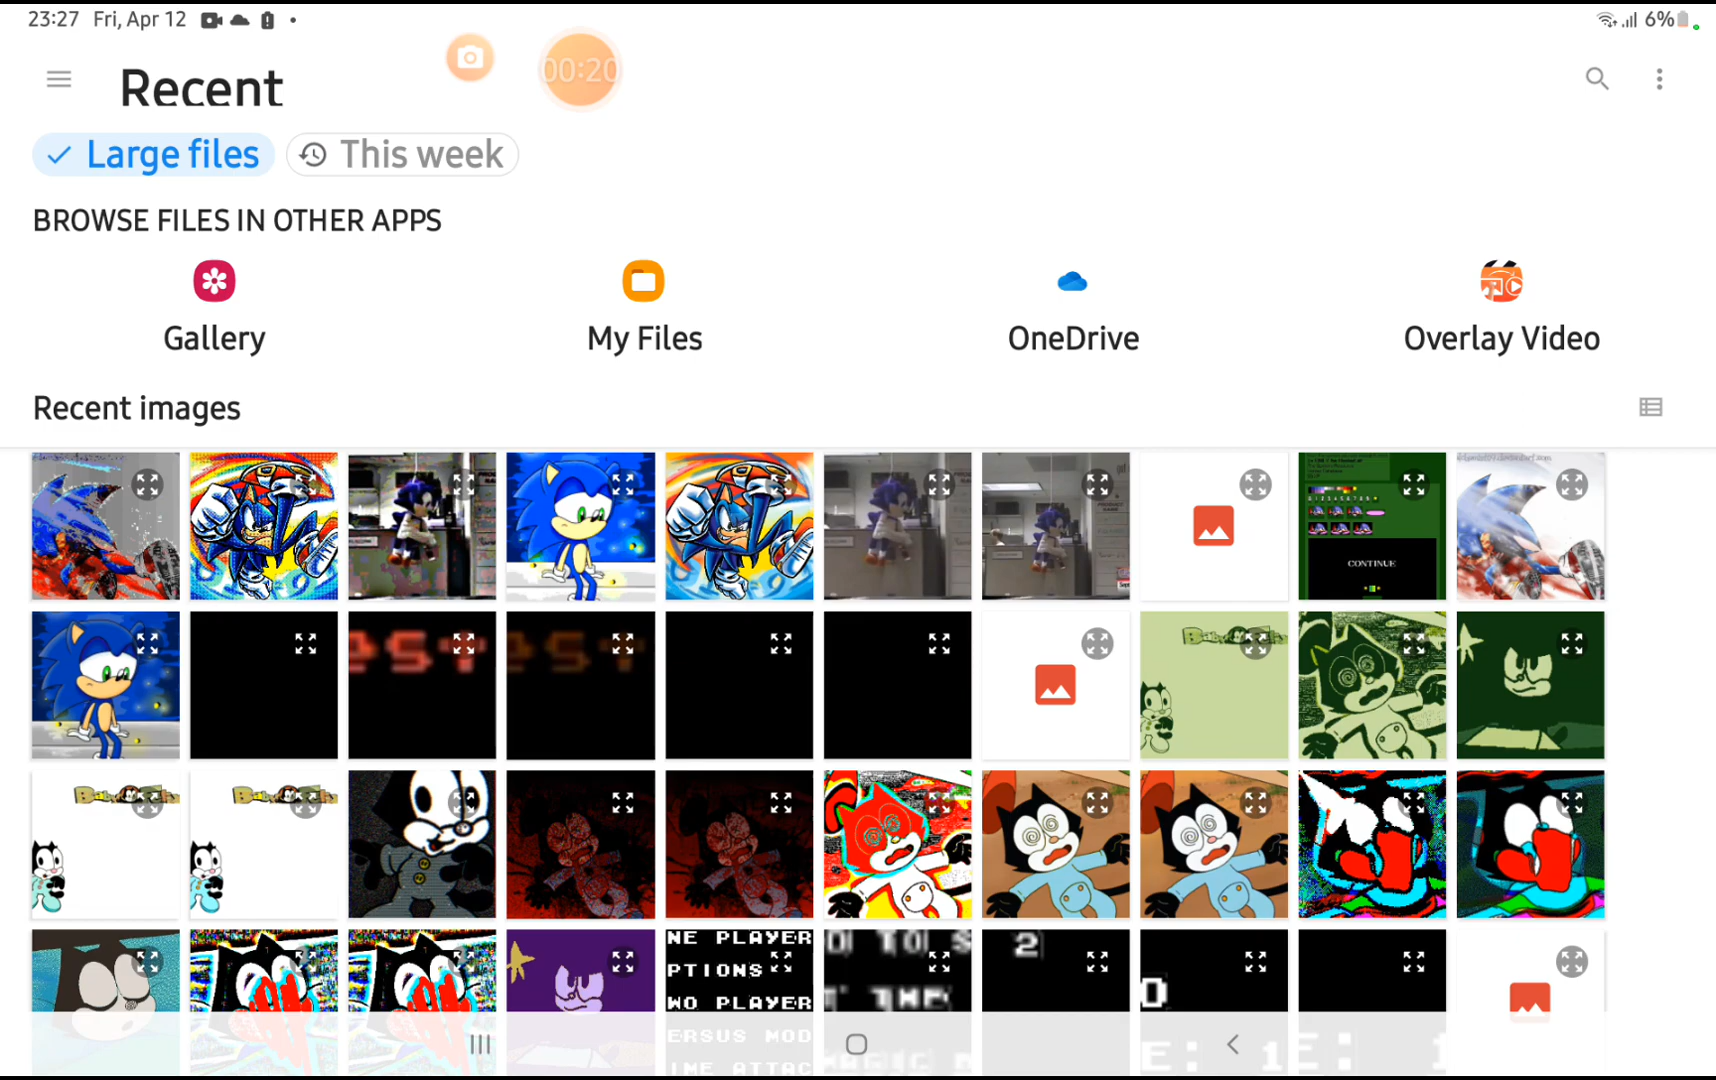 23:27 Fri, Apr 12
6%
00:20
Recent
Large files
This week
BROWSE FILES IN OTHER APPS
Gallery
My Files
OneDrive
Overlay Video
Recent images
CONTINUE
NE PLAYER
PTIONS
WO PLAYER
ERSUS MOD
IME ATTAC
2